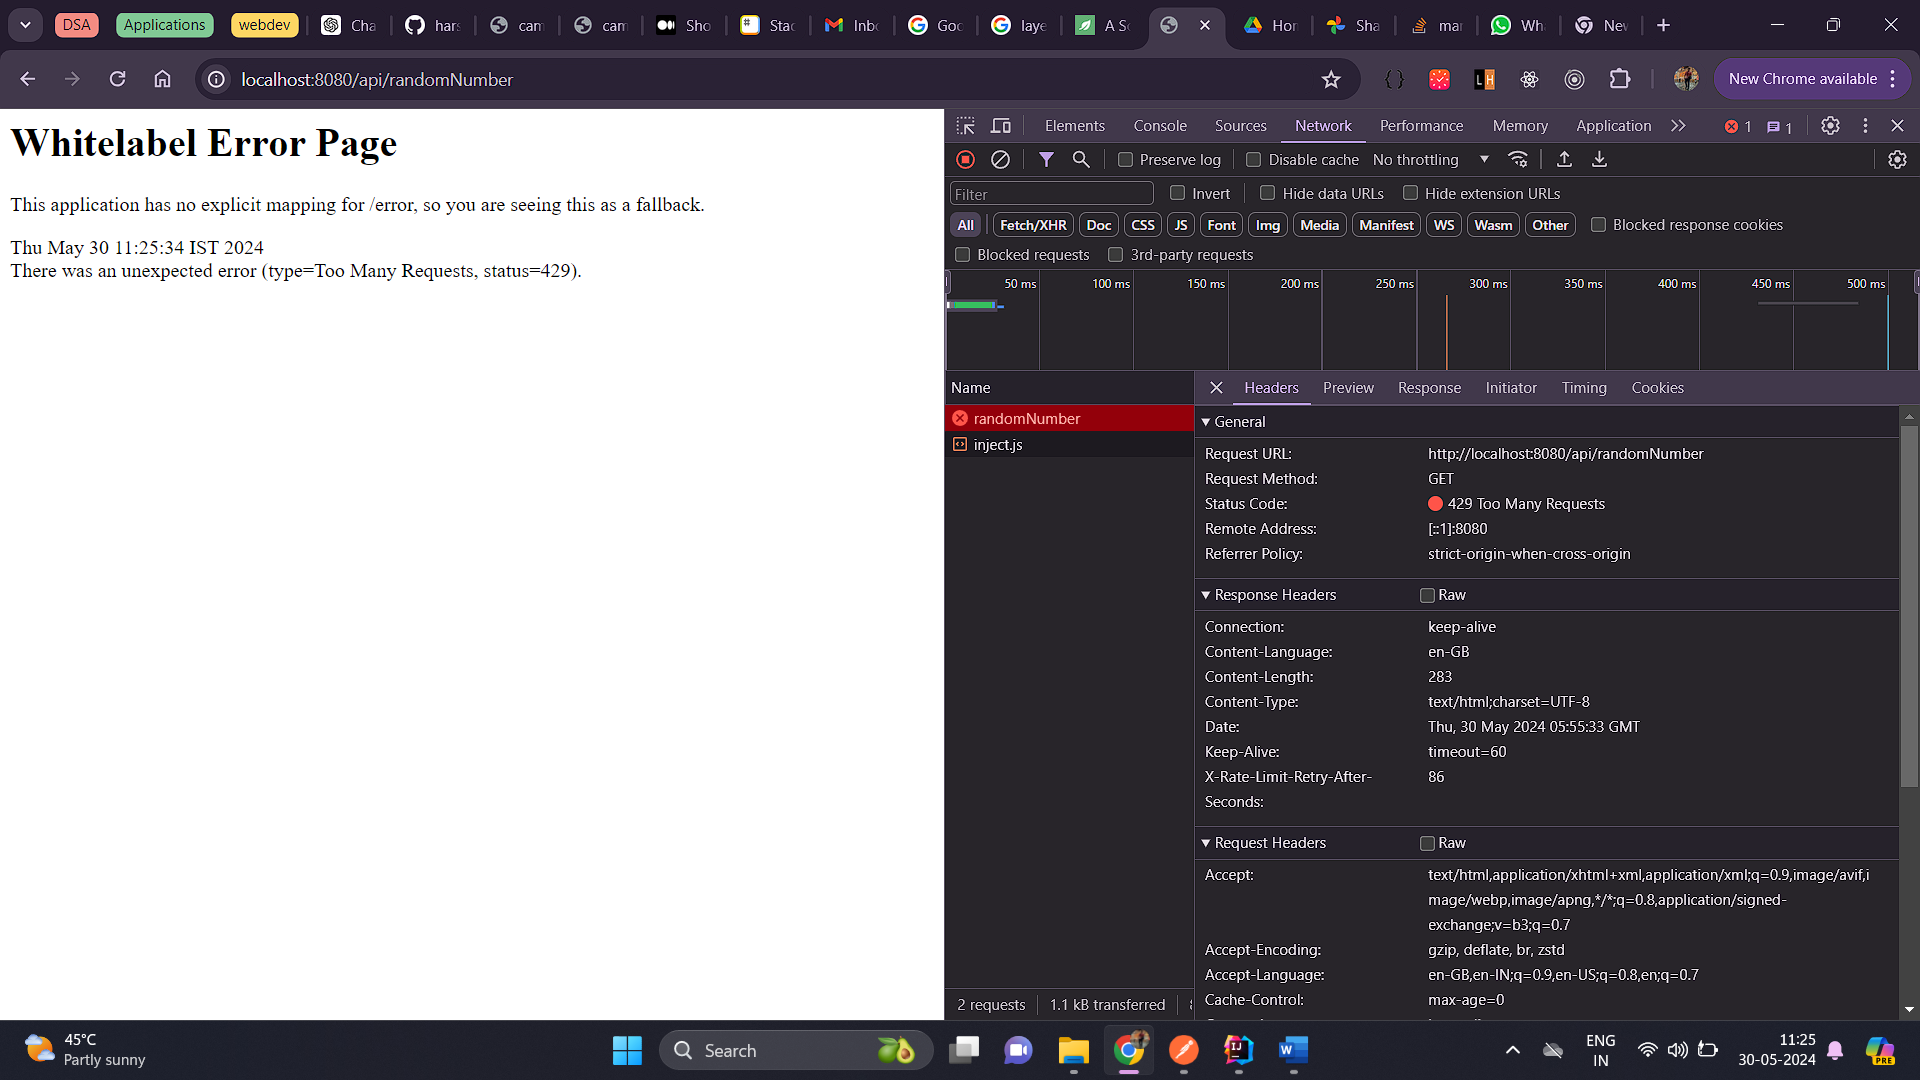 DSA
Applications
webdev
Cha
hars
cam
cam
Sho
Stac
Inbo
Goo
laye
A Sc
Hon
Sha
mar
Wh
Nev
localhost:8080/api/randomNumber
New Chrome available
Whitelabel Error Page
This application has no explicit mapping for /error, so you are seeing this as a fallback.
Thu May 30 11:25:34 IST 2024
There was an unexpected error (type=Too Many Requests, status=429).
Elements Console Sources Network Performance Memory Application 1 1
Preserve log Disable cache No throttling
Filter Invert Hide data URLs Hide extension URLs
All Fetch/XHR Doc CSS JS Font Img Media Manifest WS Wasm Other Blocked response cookies
Blocked requests 3rd-party requests
50 ms 100 ms 150 ms 200 ms 250 ms 300 ms 350 ms 400 ms 450 ms 500 ms
Name
randomNumber
inject.js
Headers Preview Response Initiator Timing Cookies
General
Request URL: http://localhost:8080/api/randomNumber
Request Method: GET
Status Code: 429 Too Many Requests
Remote Address: [::1]:8080
Referrer Policy: strict-origin-when-cross-origin
Response Headers Raw
Connection: keep-alive
Content-Language: en-GB
Content-Length: 283
Content-Type: text/html;charset=UTF-8
Date: Thu, 30 May 2024 05:55:33 GMT
Keep-Alive: timeout=60
X-Rate-Limit-Retry-After- 86
Seconds:
Request Headers Raw
Accept: text/html,application/xhtml+xml,application/xml;q=0.9,image/avif,i
mage/webp,image/apng,*/*;q=0.8,application/signed-
exchange;v=b3;q=0.7
Accept-Encoding: gzip, deflate, br, zstd
Accept-Language: en-GB,en-IN;q=0.9,en-US;q=0.8,en;q=0.7
Cache-Control: max-age=0
2 requests 1.1 kB transferred
45°C
Partly sunny
Search
ENG
IN
11:25
30-05-2024
PRE